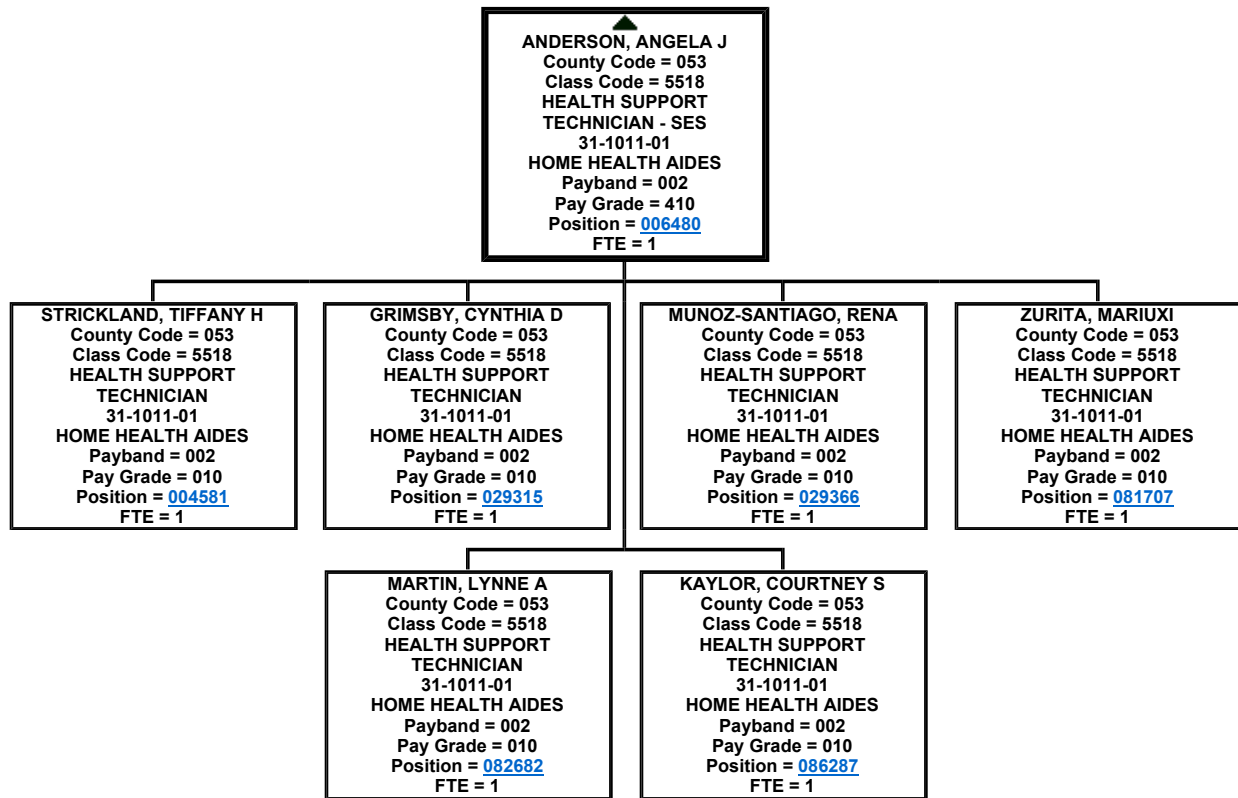 ANDERSON, ANGELA J
County Code = 053
Class Code = 5518
HEALTH SUPPORT
TECHNICIAN - SES
31-1011-01
HOME HEALTH AIDES
Payband = 002
Pay Grade = 410
Position = 006480
FTE = 1
STRICKLAND, TIFFANY H
County Code = 053
Class Code = 5518
HEALTH SUPPORT
TECHNICIAN
31-1011-01
HOME HEALTH AIDES
Payband = 002
Pay Grade = 010
Position = 004581
FTE = 1
GRIMSBY, CYNTHIA D
County Code = 053
Class Code = 5518
HEALTH SUPPORT
TECHNICIAN
31-1011-01
HOME HEALTH AIDES
Payband = 002
Pay Grade = 010
Position = 029315
FTE = 1
MUNOZ-SANTIAGO, RENA
County Code = 053
Class Code = 5518
HEALTH SUPPORT
TECHNICIAN
31-1011-01
HOME HEALTH AIDES
Payband = 002
Pay Grade = 010
Position = 029366
FTE = 1
ZURITA, MARIUXI
County Code = 053
Class Code = 5518
HEALTH SUPPORT
TECHNICIAN
31-1011-01
HOME HEALTH AIDES
Payband = 002
Pay Grade = 010
Position = 081707
FTE = 1
MARTIN, LYNNE A
County Code = 053
Class Code = 5518
HEALTH SUPPORT
TECHNICIAN
31-1011-01
HOME HEALTH AIDES
Payband = 002
Pay Grade = 010
Position = 082682
FTE = 1
KAYLOR, COURTNEY S
County Code = 053
Class Code = 5518
HEALTH SUPPORT
TECHNICIAN
31-1011-01
HOME HEALTH AIDES
Payband = 002
Pay Grade = 010
Position = 086287
FTE = 1